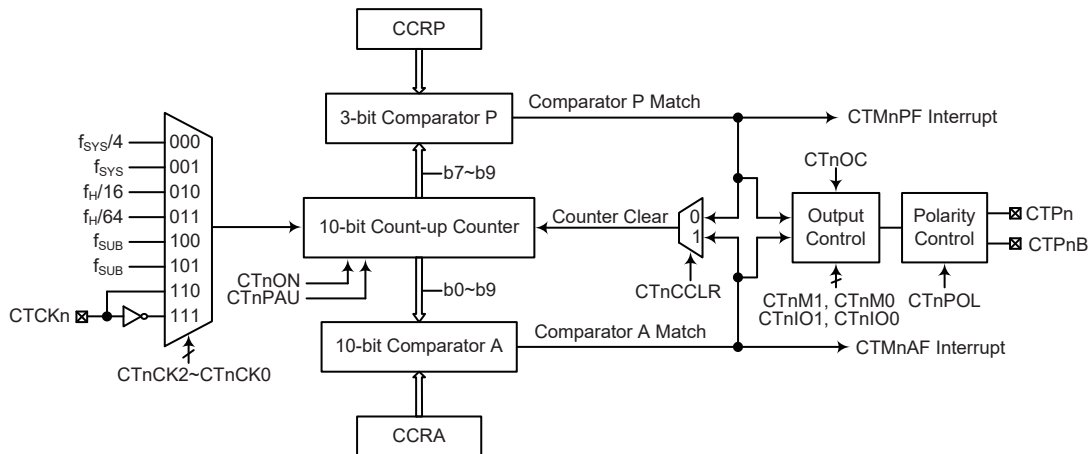 CCRP
3-bit Comparator P
Comparator P Match
CTMnPF Interrupt
b7~b9
CTnOC
fSYS/4
fSYS
fH/16
fH/64
fSUB
fSUB
000
001
010
011
100
101
110
111
CTCKn
CTnCK2~CTnCK0
10-bit Count-up Counter
CTnON
CTnPAU
Counter Clear
0
1
CTnCCLR
Output
Control
CTnM1, CTnM0
CTnIO1, CTnIO0
Polarity
Control
CTnPOL
CTPn
CTPnB
b0~b9
10-bit Comparator A
Comparator A Match
CTMnAF Interrupt
CCRA